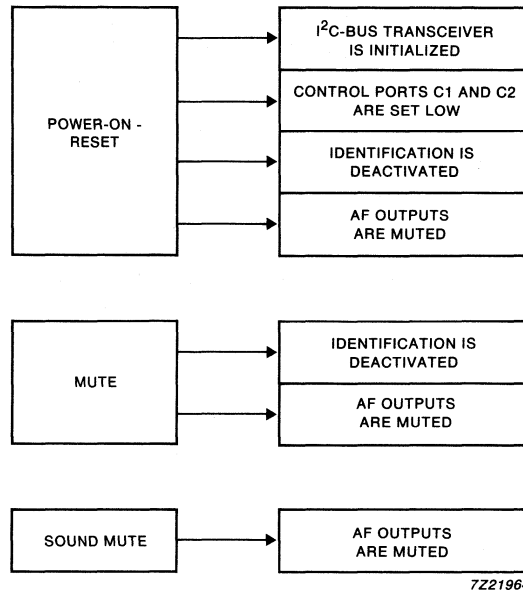 POWER-ON -
RESET
I²C-BUS TRANSCEIVER
IS INITIALIZED
CONTROL PORTS C1 AND C2
ARE SET LOW
IDENTIFICATION IS
DEACTIVATED
AF OUTPUTS
ARE MUTED
MUTE
IDENTIFICATION IS
DEACTIVATED
AF OUTPUTS
ARE MUTED
SOUND MUTE
AF OUTPUTS
ARE MUTED